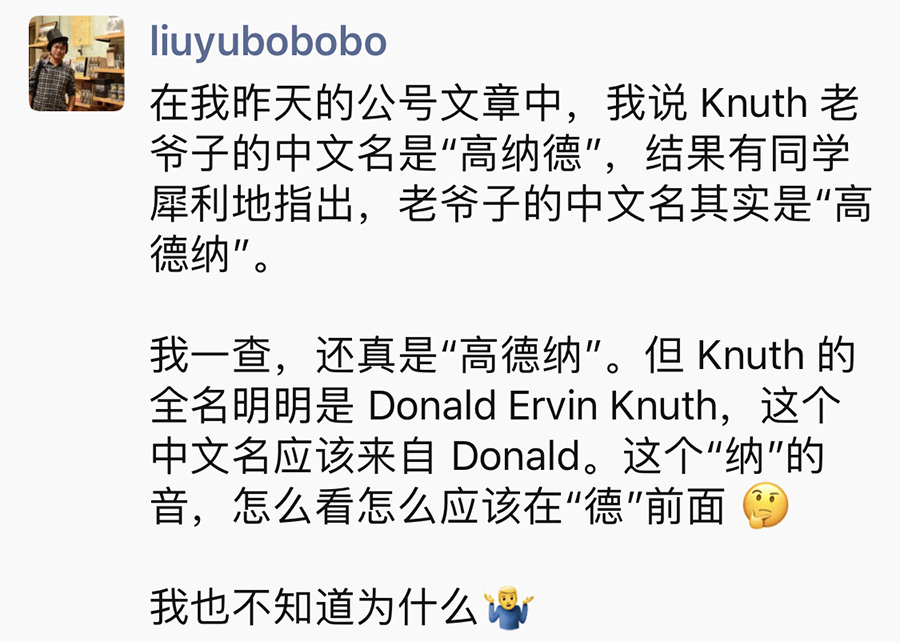 liuyubobobo
在我昨天的公号文章中，我说 Knuth 老
爷子的中文名是“高纳德”，结果有同学
犀利地指出，老爷子的中文名其实是“高
德纳”。
我一查，还真是“高德纳”。但 Knuth 的
全名明明是 Donald Ervin Knuth，这个
中文名应该来自 Donald。这个“纳”的
音，怎么看怎么应该在“德”前面 🤔
我也不知道为什么🤷‍♂️